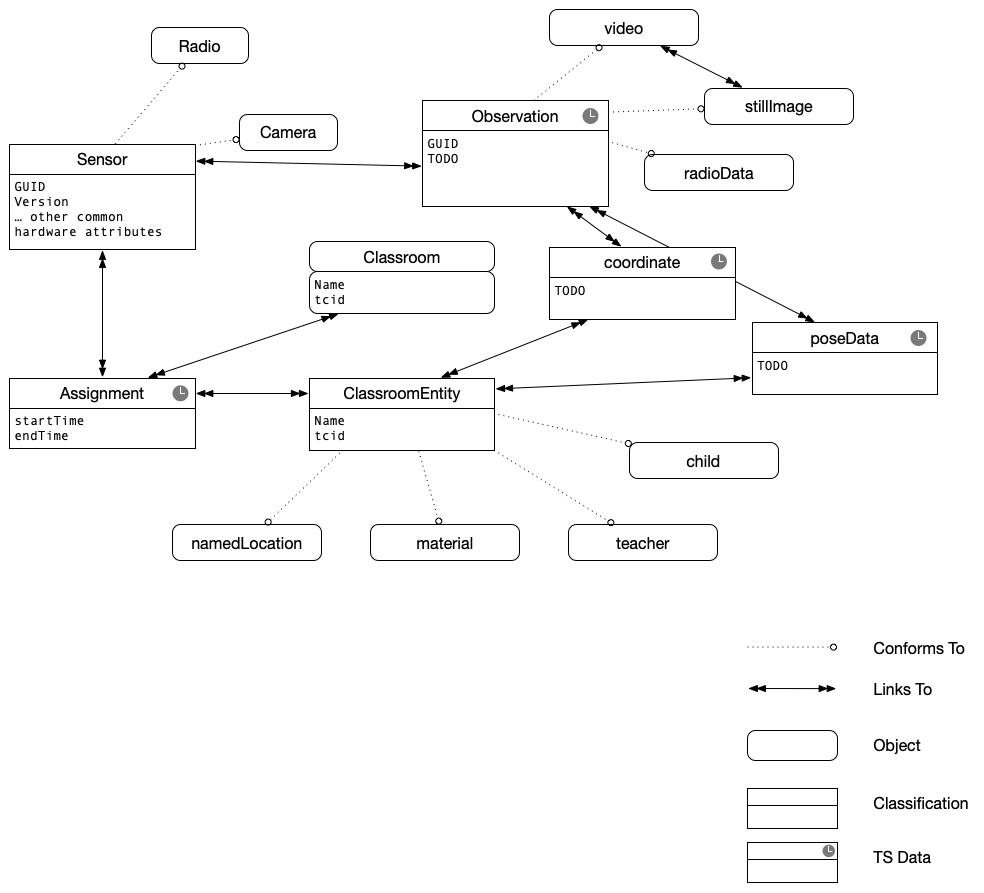 video
Radio
stillImage
Observation
GUID
TODO
Camera
Sensor
GUID
Version
… other common
hardware attributes
radioData
Classroom
Name
tcid
coordinate
TODO
poseData
TODO
Assignment
startTime
endTime
ClassroomEntity
Name
tcid
child
namedLocation
material
teacher
Conforms To
Links To
Object
Classification
TS Data